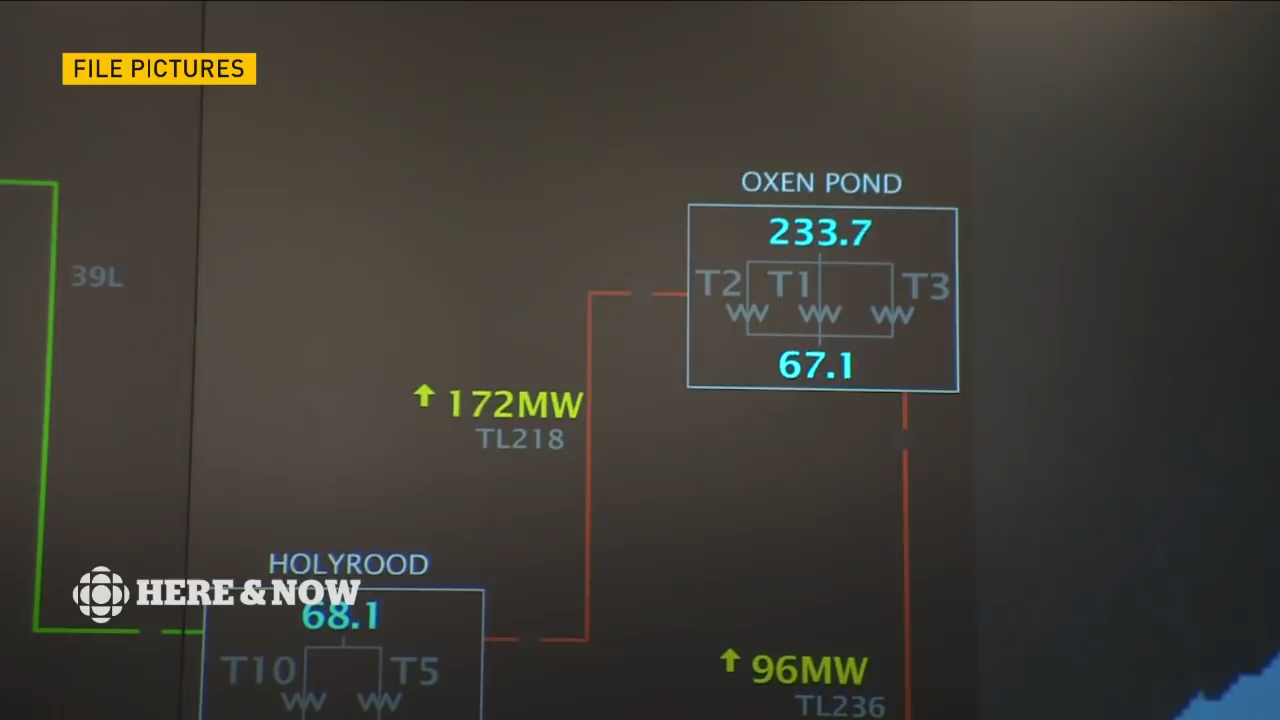 FILE PICTURES
OXEN POND
233.7
T2 T1 T3
67.1
39L
172MW
TL218
HOLYROOD
HERE & NOW
68.1
T10 T5
96MW
TL236